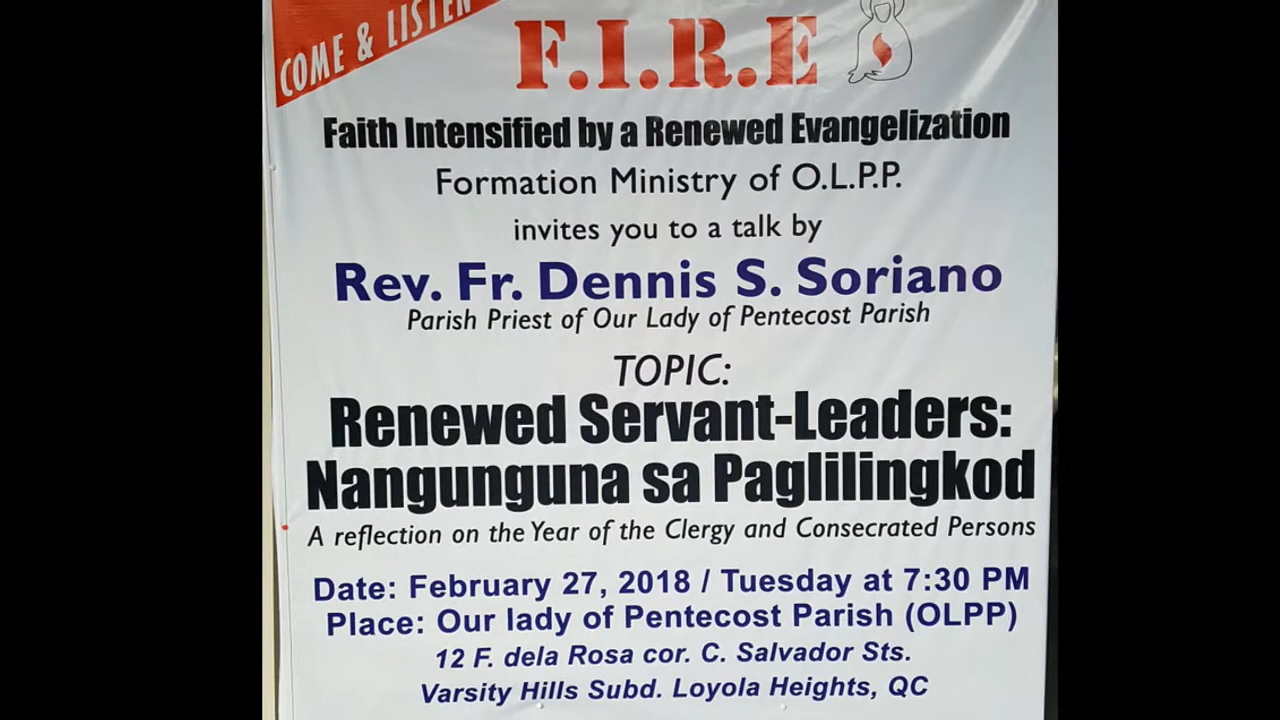 COME & LISTEN
F.I.R.E
Faith Intensified by a Renewed Evangelization
Formation Ministry of O.L.P.P.
invites you to a talk by
Rev. Fr. Dennis S. Soriano
Parish Priest of Our Lady of Pentecost Parish
TOPIC:
Renewed Servant-Leaders:
Nangunguna sa Paglilingkod
A reflection on the Year of the Clergy and Consecrated Persons
Date: February 27, 2018 / Tuesday at 7:30 PM
Place: Our lady of Pentecost Parish (OLPP)
12 F. dela Rosa cor. C. Salvador Sts.
Varsity Hills Subd. Loyola Heights, QC